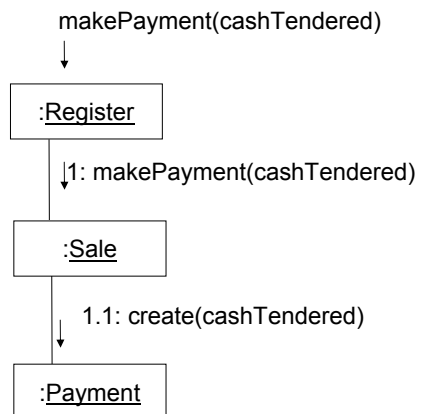 makePayment(cashTendered)
:Register
1: makePayment(cashTendered)
:Sale
1.1: create(cashTendered)
:Payment